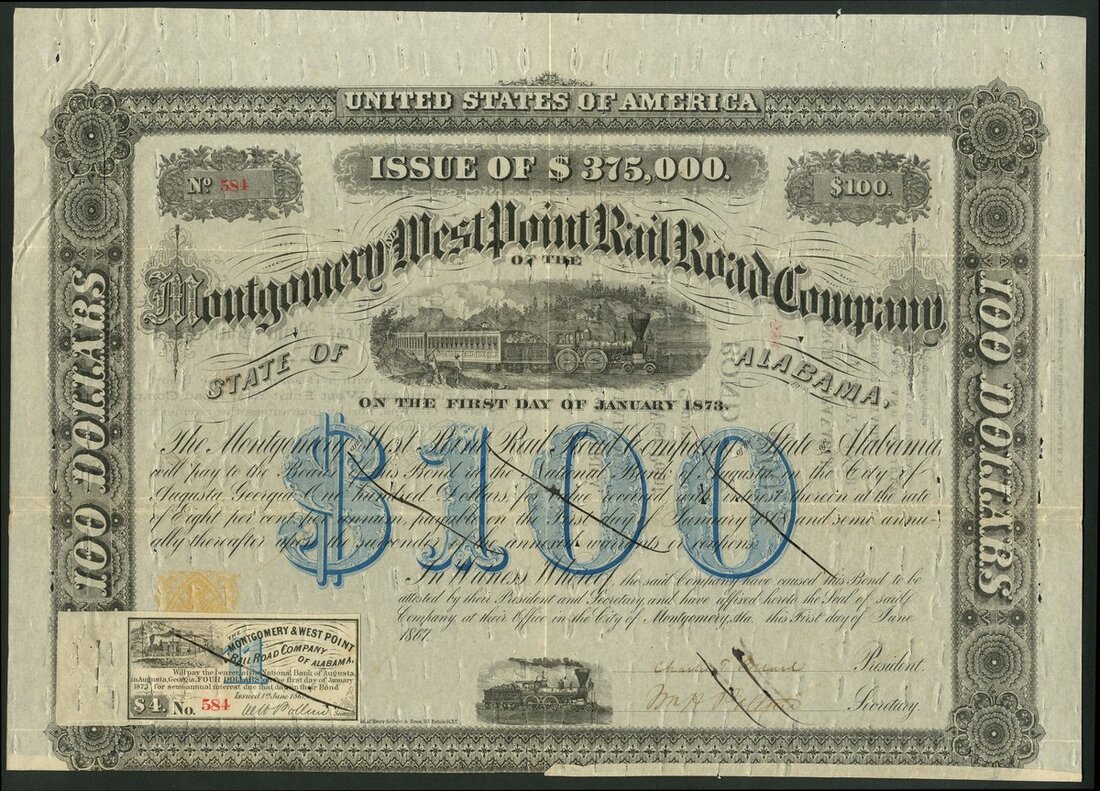 UNITED STATES OF AMERICA
ISSUE OF $ 375,000.
No 584
$100.
Montgomery AND West Point Rail Road Company,
OF THE
STATE OF ALABAMA,
ON THE FIRST DAY OF JANUARY 1873,
$100
The Montgomery & West Point Rail Road Company State of Alabama
will pay to the Bearer of this Bond at the National Bank of Augusta in the City of
Augusta Georgia One Hundred Dollars for value received with interest thereon at the rate
of Eight per cent per annum payable on the first day of January and semi annu-
ally thereafter upon the surrender of the annexed warrants or coupons.
In Witness Whereof, the said Company have caused this Bond to be
attested by their President and Secretary, and have affixed hereto the Seal of said
Company, at their Office in the City of Montgomery, Ala. this First day of June
1867.
President.
Secretary.
100 DOLLARS
100 DOLLARS
THE
MONTGOMERY & WEST POINT
RAIL ROAD COMPANY
OF ALABAMA,
Will pay the bearer at the National Bank of Augusta,
in Augusta, Georgia, FOUR DOLLARS on the first day of January
1873 for semi-annual interest due that day on their Bond
Issued 1st June 1867.
$4. No. 584